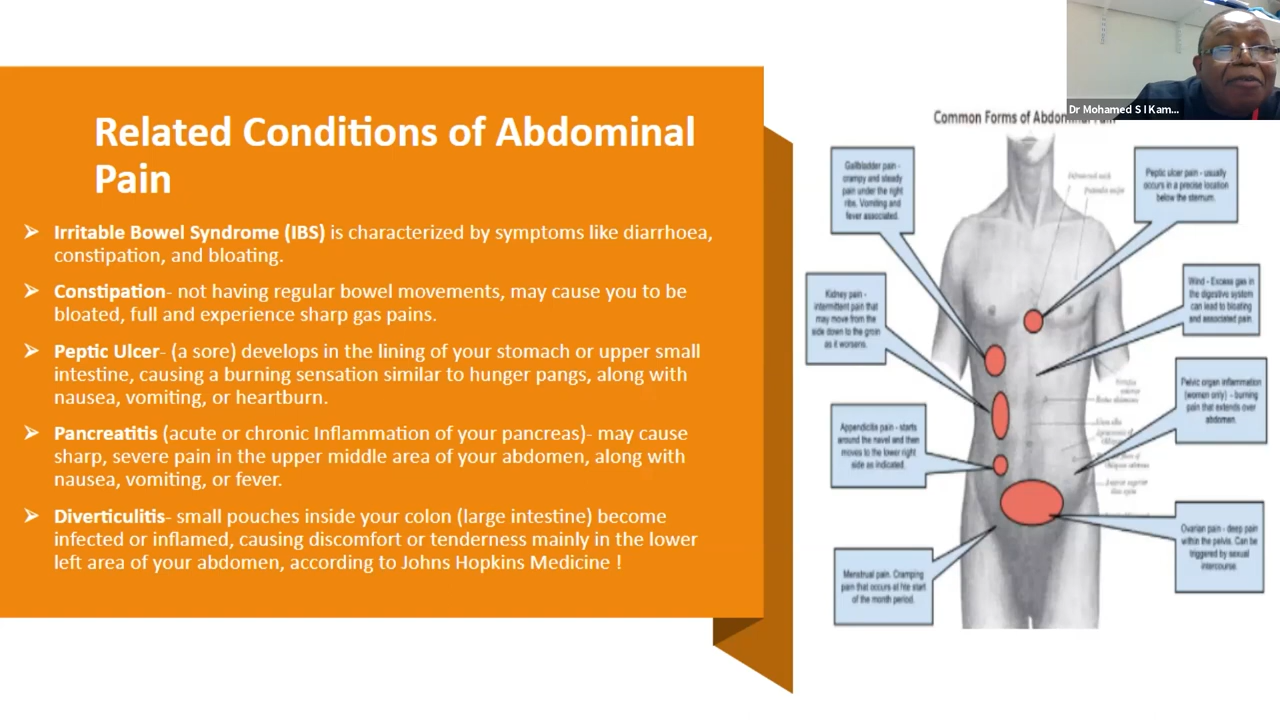 Related Conditions of Abdominal
Pain
➢ Irritable Bowel Syndrome (IBS) is characterized by symptoms like diarrhoea,
constipation, and bloating.
➢ Constipation- not having regular bowel movements, may cause you to be
bloated, full and experience sharp gas pains.
➢ Peptic Ulcer- (a sore) develops in the lining of your stomach or upper small
intestine, causing a burning sensation similar to hunger pangs, along with
nausea, vomiting, or heartburn.
➢ Pancreatitis (acute or chronic Inflammation of your pancreas)- may cause
sharp, severe pain in the upper middle area of your abdomen, along with
nausea, vomiting, or fever.
➢ Diverticulitis- small pouches inside your colon (large intestine) become
infected or inflamed, causing discomfort or tenderness mainly in the lower
left area of your abdomen, according to Johns Hopkins Medicine !
Dr Mohamed S I Kam...
Common Forms of Abdominal Pain
Gallbladder pain -
crampy and steady
pain under the right
ribs. Vomiting and
fever associated.
Peptic ulcer pain - usually
occurs in a precise location
below the sternum.
Kidney pain -
intermittent pain that
may move from the
side down to the groin
as it worsens.
Wind - Excess gas in
the digestive system
can lead to bloating
and associated pain.
Pelvic organ inflammation
(women only) - burning
pain that extends over
abdomen.
Appendicitis pain - starts
around the navel and then
moves to the lower right
side as indicated.
Ovarian pain - deep pain
within the pelvis. Can be
triggered by sexual
intercourse.
Menstrual pain. Cramping
pain that occurs at hte start
of the month period.